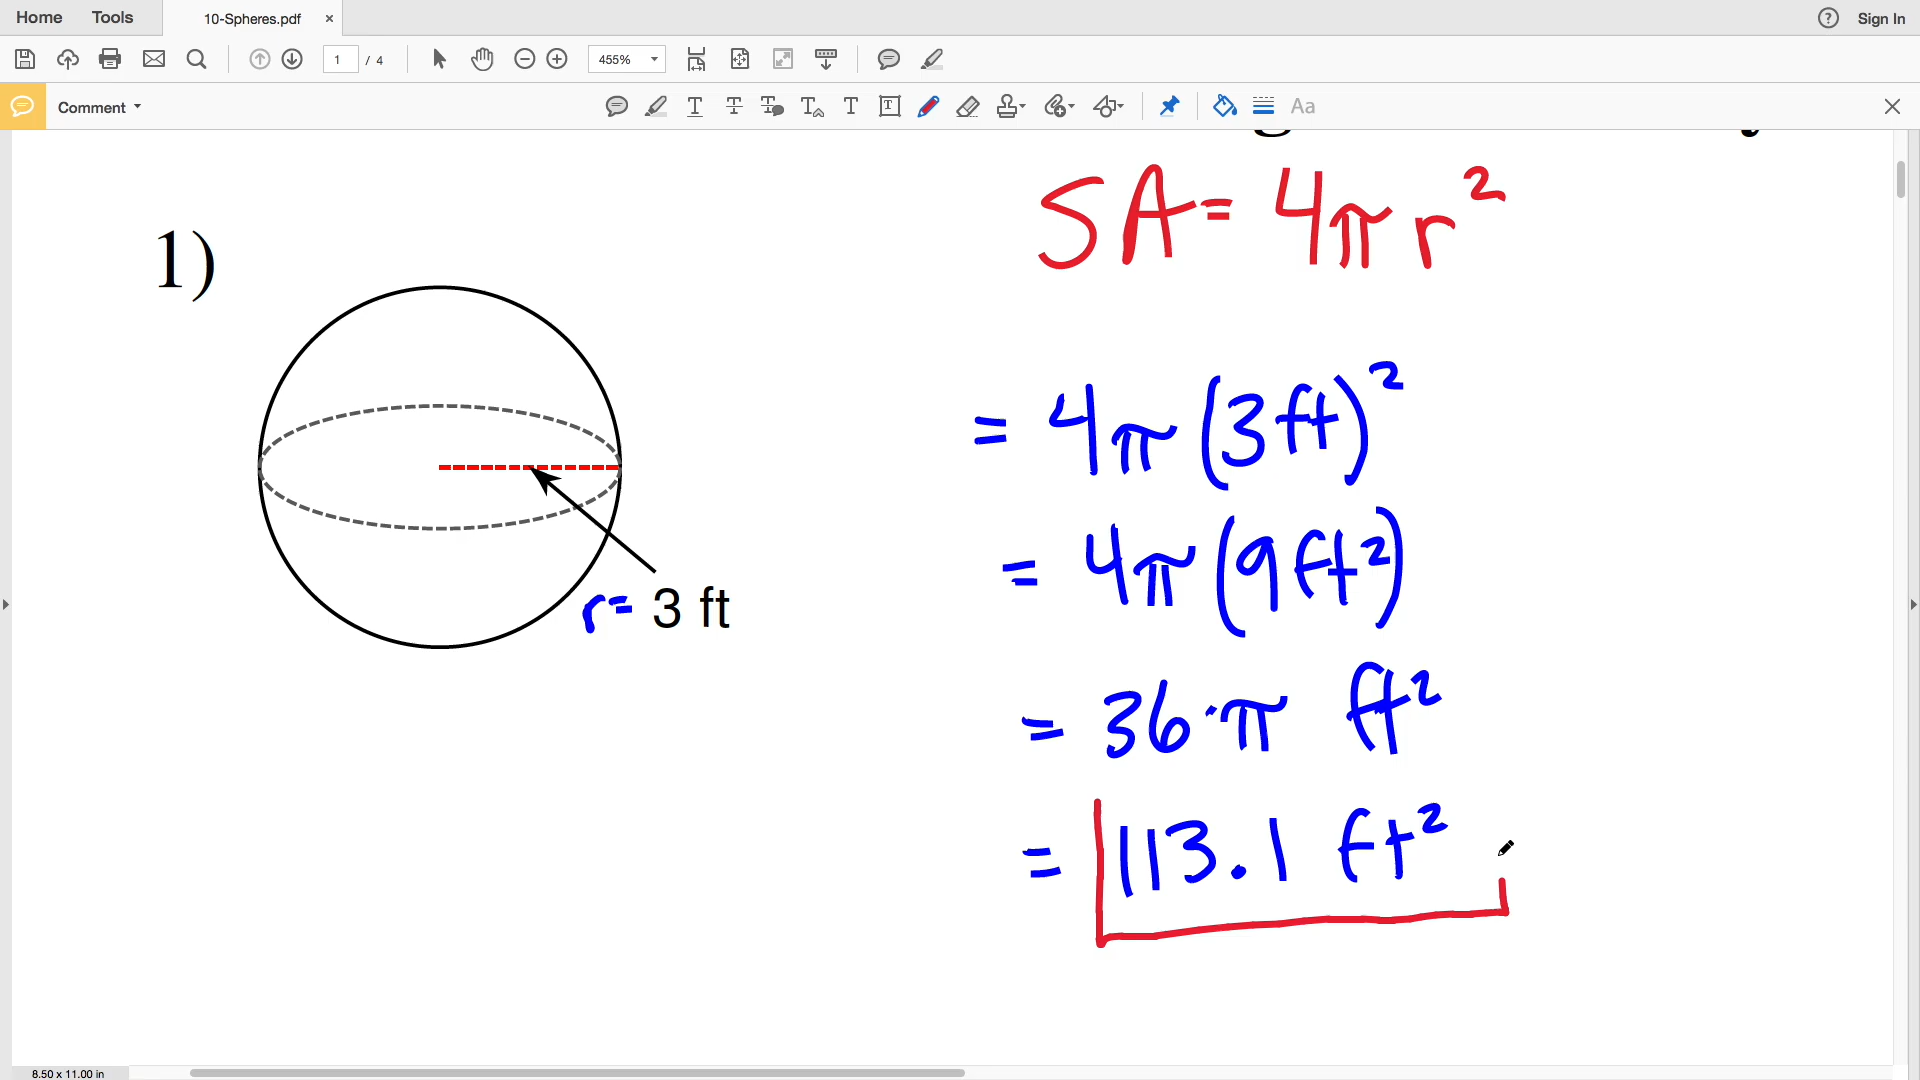 Home Tools 10-Spheres.pdf × ? Sign In
1 / 4 455%
Comment T T T T T T Aa
SA = 4πr²
1)
= 4π(3ft)²
= 4π(9ft²)
r= 3 ft
= 36·π ft²
= 113.1 ft²
8.50 x 11.00 in